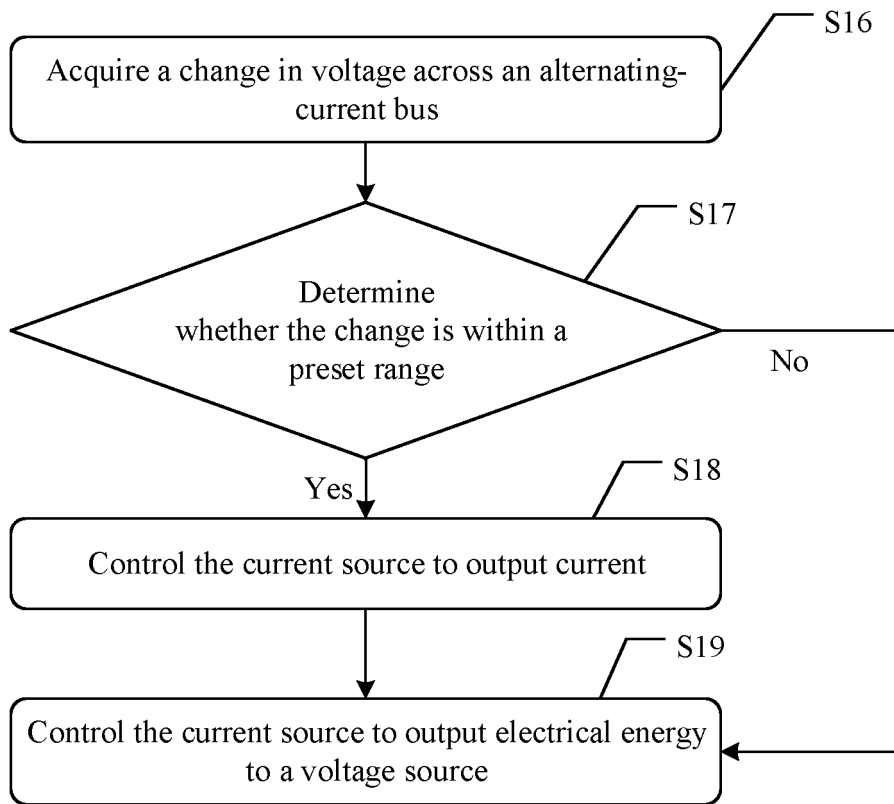 S16
Acquire a change in voltage across an alternating-
current bus
S17
Determine
whether the change is within a
preset range
No
Yes
S18
Control the current source to output current
S19
Control the current source to output electrical energy
to a voltage source